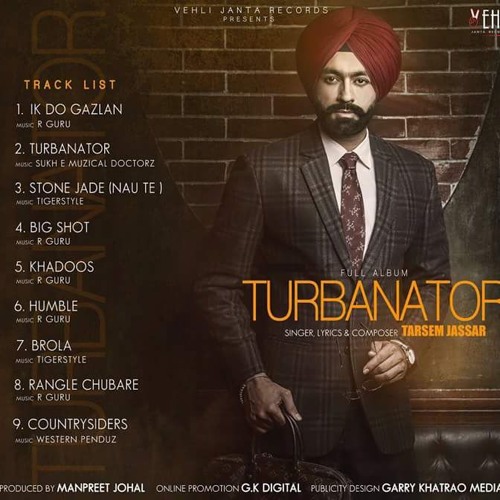 VEHLI JANTA RECORDS
PRESENTS
VEH
JANTA RE
TRACK LIST
1. IK DO GAZLAN
MUSIC R GURU
2. TURBANATOR
MUSIC SUKH E MUZICAL DOCTORZ
3. STONE JADE (NAU TE )
MUSIC TIGERSTYLE
4. BIG SHOT
MUSIC R GURU
5. KHADOOS
MUSIC R GURU
6. HUMBLE
MUSIC R GURU
7. BROLA
MUSIC TIGERSTYLE
8. RANGLE CHUBARE
MUSIC R GURU
9. COUNTRYSIDERS
MUSIC WESTERN PENDUZ
FULL ALBUM
TURBANATOR
SINGER, LYRICS & COMPOSER TARSEM JASSAR
PRODUCED BY MANPREET JOHAL ONLINE PROMOTION G.K DIGITAL PUBLICITY DESIGN GARRY KHATRAO MEDIA